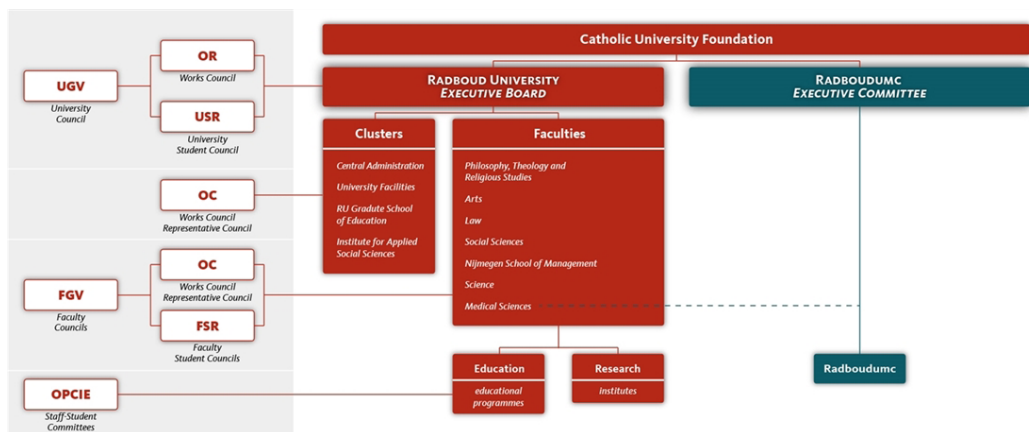 Catholic University Foundation
OR
Works Council
UGV
University
Council
USR
University
Student Council
RADBOUD UNIVERSITY
EXECUTIVE BOARD
RADBOUDUMC
EXECUTIVE COMMITTEE
Clusters
Central Administration
University Facilities
RU Gradute School
of Education
Institute for Applied
Social Sciences
Faculties
Philosophy, Theology and
Religious Studies
Arts
Law
Social Sciences
Nijmegen School of Management
Science
Medical Sciences
OC
Works Council
Representative Council
OC
Works Council
Representative Council
FGV
Faculty
Councils
FSR
Faculty
Student Councils
Education
educational
programmes
Research
institutes
Radboudumc
OPCIE
Staff-Student
Committees